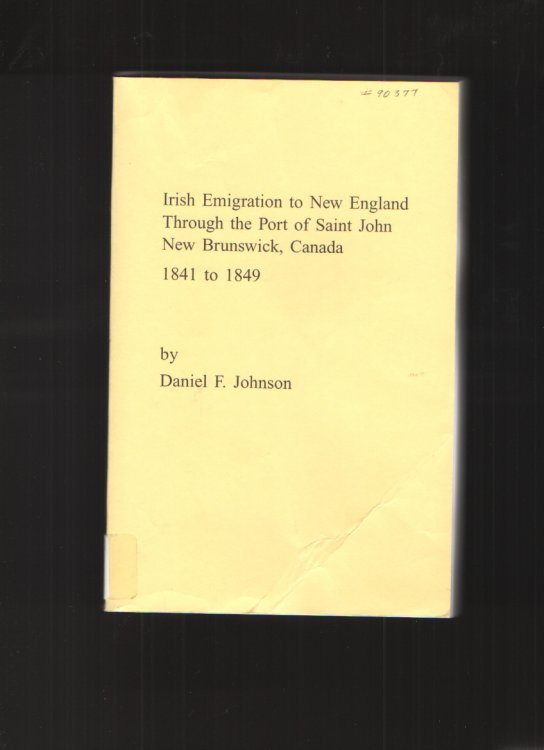 # 90377
Irish Emigration to New England
Through the Port of Saint John
New Brunswick, Canada
1841 to 1849
by
Daniel F. Johnson